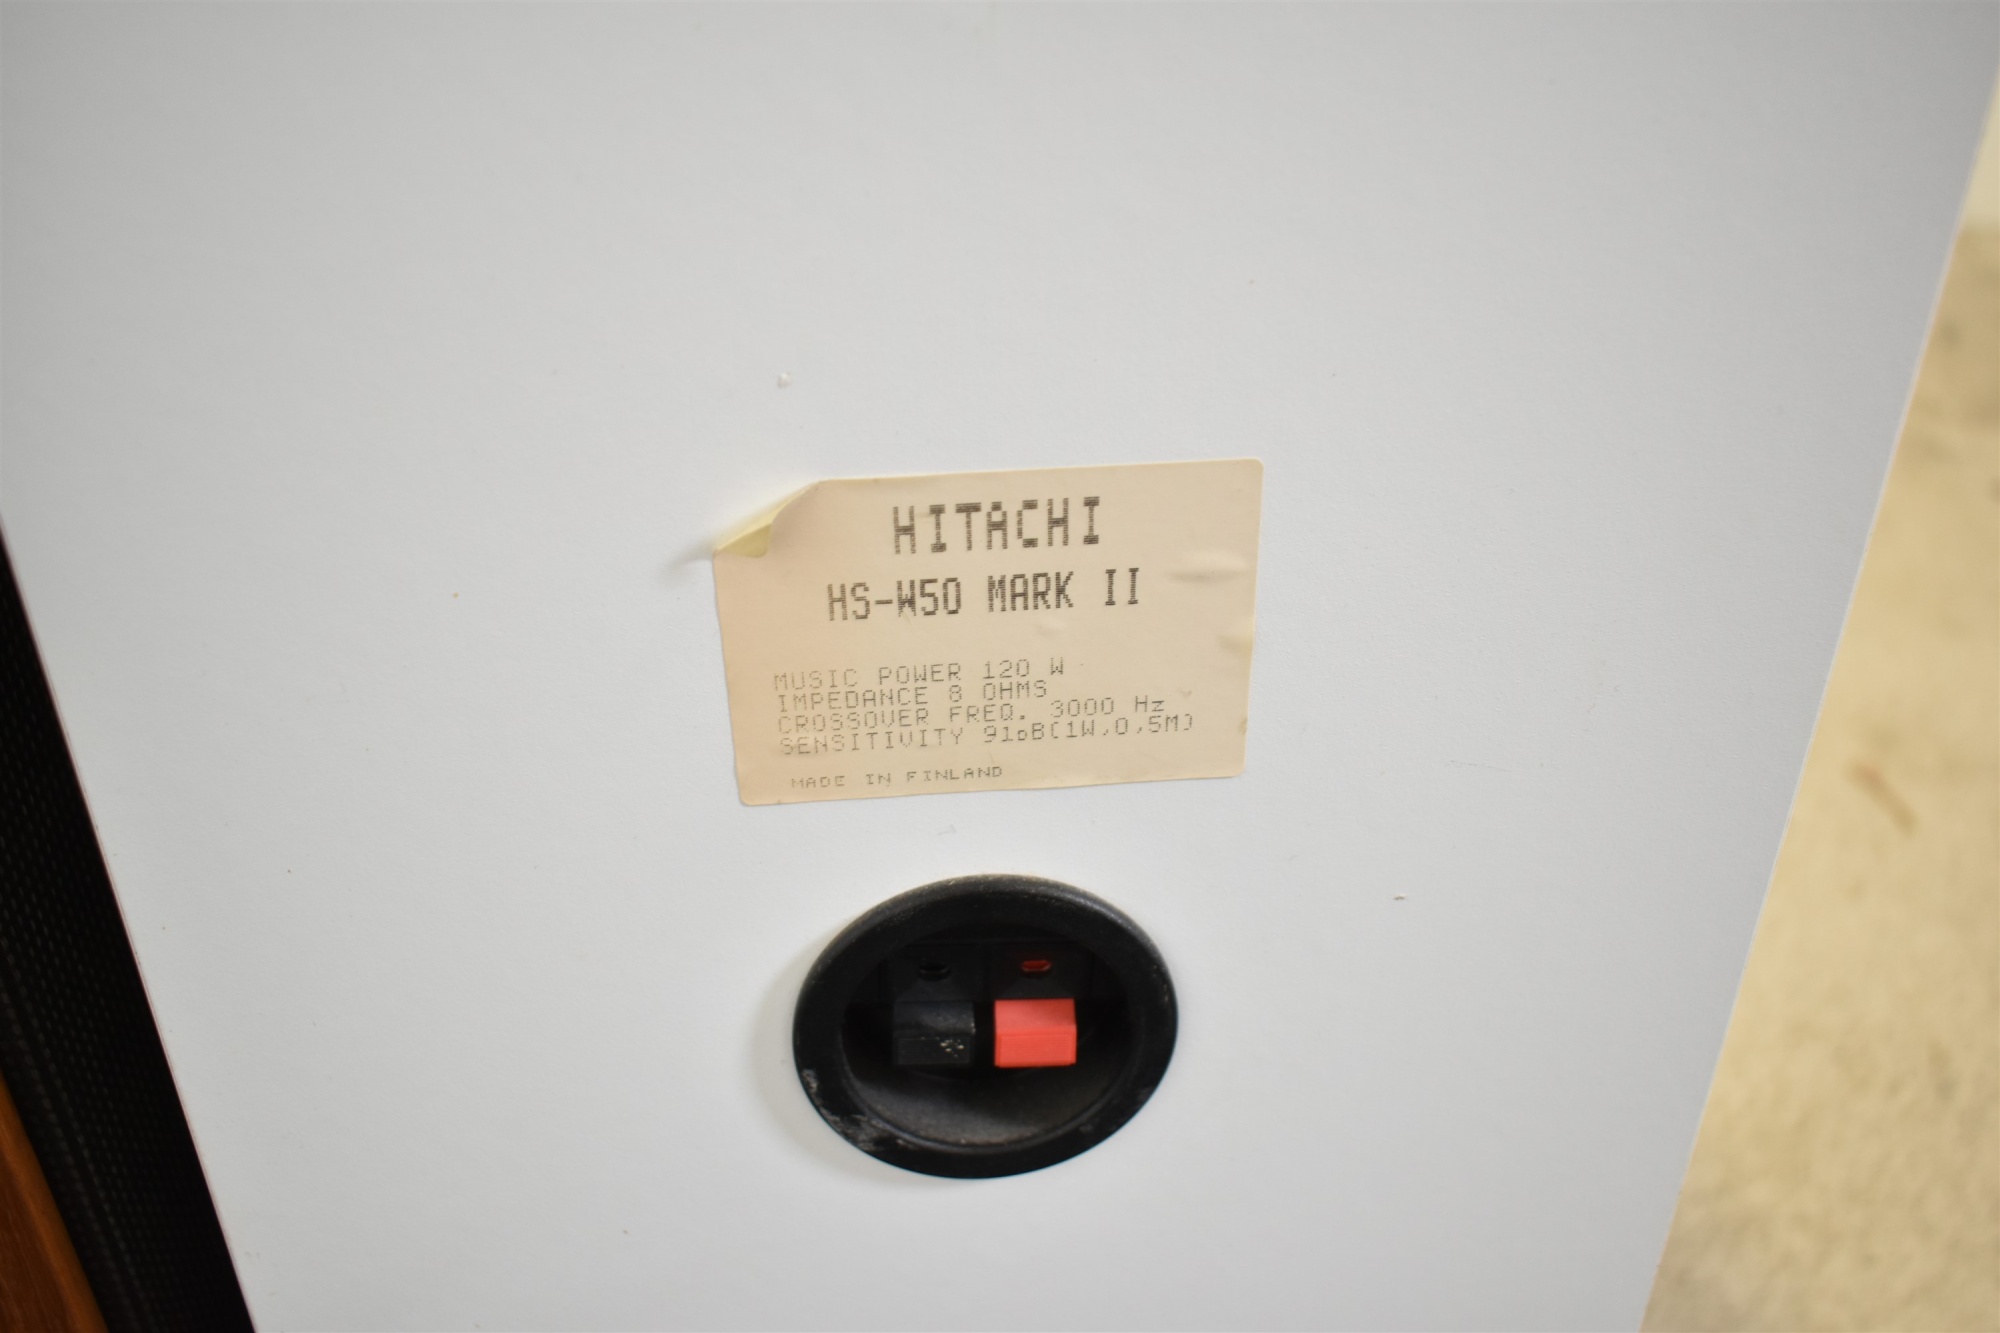 HITACHI
HS-W50 MARK II
MUSIC POWER 120 W
IMPEDANCE 8 OHMS
CROSSOVER FREQ. 3000 Hz
SENSITIVITY 91DB(1W,0,5M)
MADE IN FINLAND